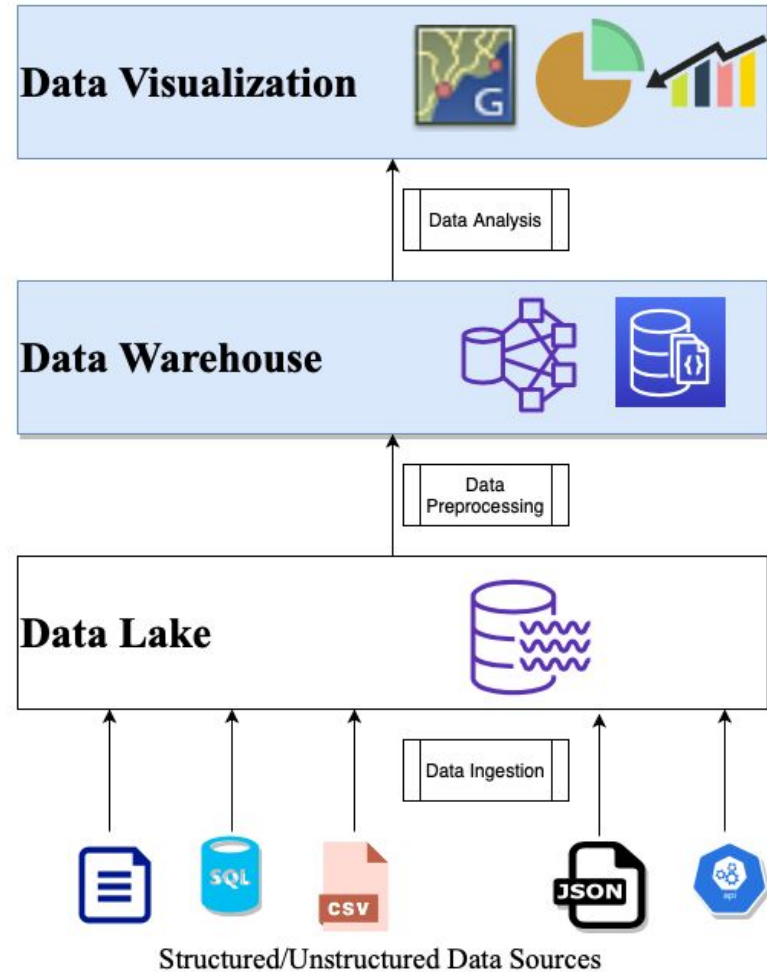 Data Visualization
G
Data Analysis
Data Warehouse
{}
Data
Preprocessing
Data Lake
Data Ingestion
SQL
CSV
JSON
api
Structured/Unstructured Data Sources